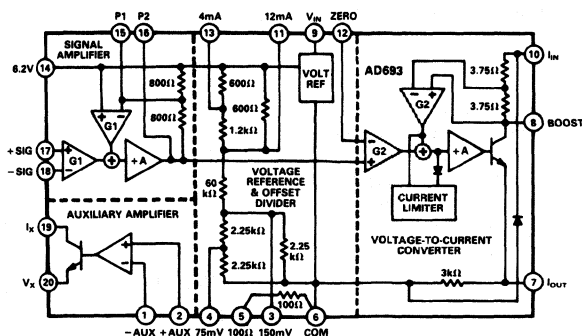 P1 P2 4mA 12mA VIN ZERO
15 16 13 11 9 12
SIGNAL
AMPLIFIER
6.2V 14
800Ω
800Ω
600Ω
600Ω
1.2kΩ
VOLT
REF
AD693
10 IIN
3.75Ω
3.75Ω
8 BOOST
- +
G1
- +
G2
+SIG 17
-SIG 18
+
-
G1
+
+A
-
+
G2
+
+A
60
kΩ
VOLTAGE
REFERENCE
& OFFSET
DIVIDER
CURRENT
LIMITER
AUXILIARY AMPLIFIER
IX 19
VX 20
+
-
2.25kΩ
2.25kΩ
2.25
kΩ
VOLTAGE-TO-CURRENT
CONVERTER
3kΩ
7 IOUT
100Ω
1 2 4 5 3 6
-AUX +AUX 75mV 100Ω 150mV COM